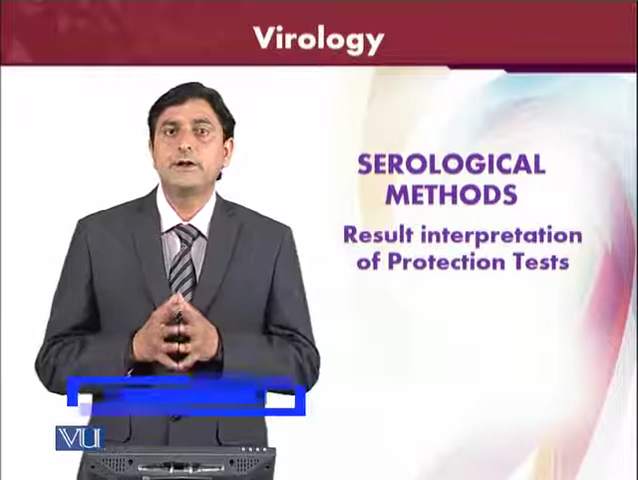 Virology
SEROLOGICAL
METHODS
Result interpretation
of Protection Tests
VU